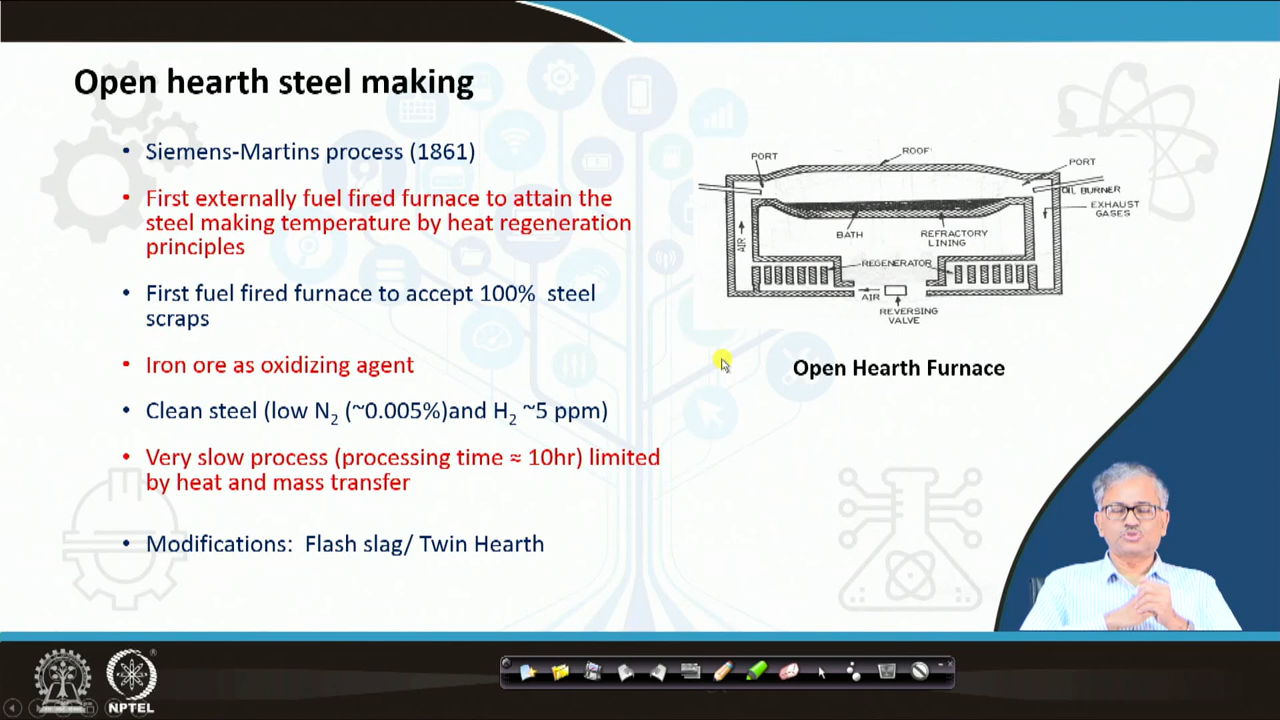 Open hearth steel making
• Siemens-Martins process (1861)
• First externally fuel fired furnace to attain the
steel making temperature by heat regeneration
principles
• First fuel fired furnace to accept 100% steel
scraps
• Iron ore as oxidizing agent
• Clean steel (low N2 (~0.005%)and H2 ~5 ppm)
• Very slow process (processing time ≈ 10hr) limited
by heat and mass transfer
• Modifications: Flash slag/ Twin Hearth
PORT
ROOF
PORT
OIL BURNER
EXHAUST
GASES
AIR
BATH
REFRACTORY
LINING
REGENERATOR
AIR
REVERSING
VALVE
Open Hearth Furnace
NPTEL